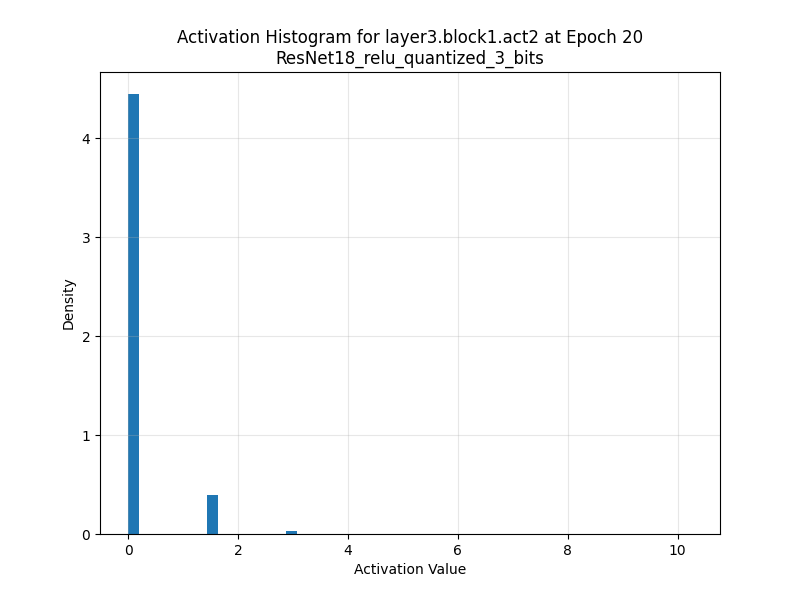 Activation Histogram for layer3.block1.act2 at Epoch 20
ResNet18_relu_quantized_3_bits
Density
4
3
2
1
0
0 2 4 6 8 10
Activation Value